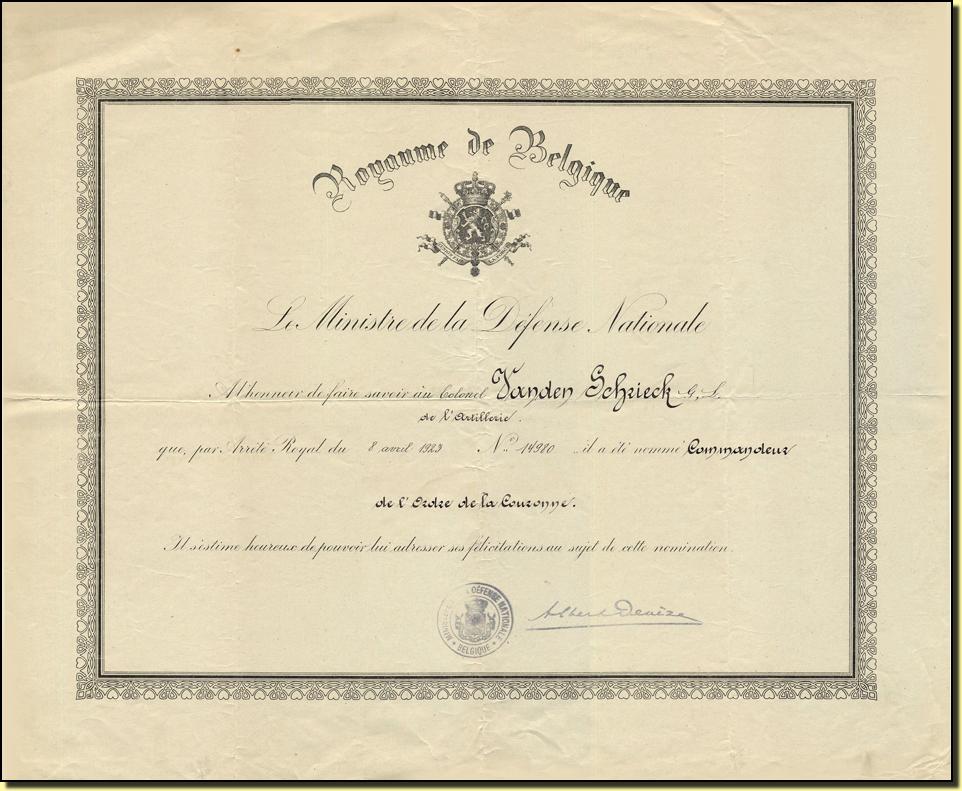 Royaume de Belgique
Le Ministre de la Défense Nationale
A l'honneur de faire savoir au Colonel Vanden Schrieck G. L.
de l'Artillerie.
que, par Arrêté Royal du 8 avril 1923 No. 14980 il a été nommé Commandeur
de l'Ordre de la Couronne.
Il s'estime heureux de pouvoir lui adresser ses félicitations au sujet de cette nomination.
DÉFENSE NATIONALE
BELGIQUE
Albert Devèze